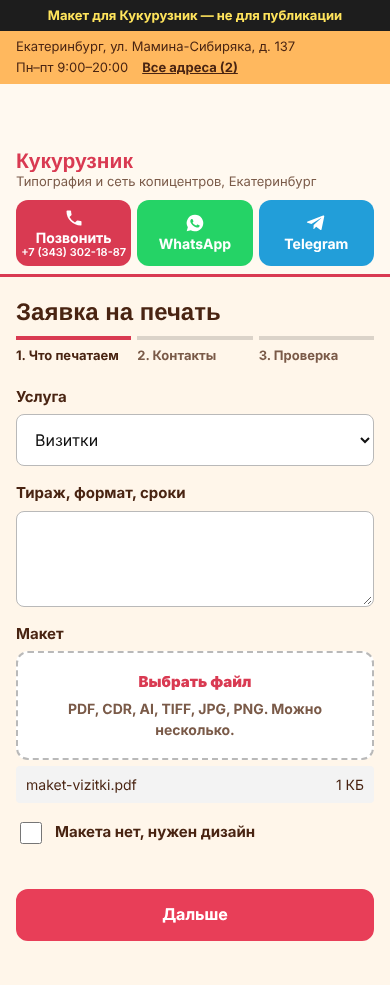 Макет для Кукурузник — не для публикации
Екатеринбург, ул. Мамина-Сибиряка, д. 137
Пн–пт 9:00–20:00 Все адреса (2)
Кукурузник
Типография и сеть копицентров, Екатеринбург
Позвонить
+7 (343) 302-18-87
WhatsApp
Telegram
Заявка на печать
1. Что печатаем
2. Контакты
3. Проверка
Услуга
Визитки
Тираж, формат, сроки
Макет
Выбрать файл
PDF, CDR, AI, TIFF, JPG, PNG. Можно
несколько.
maket-vizitki.pdf 1 КБ
Макета нет, нужен дизайн
Дальше